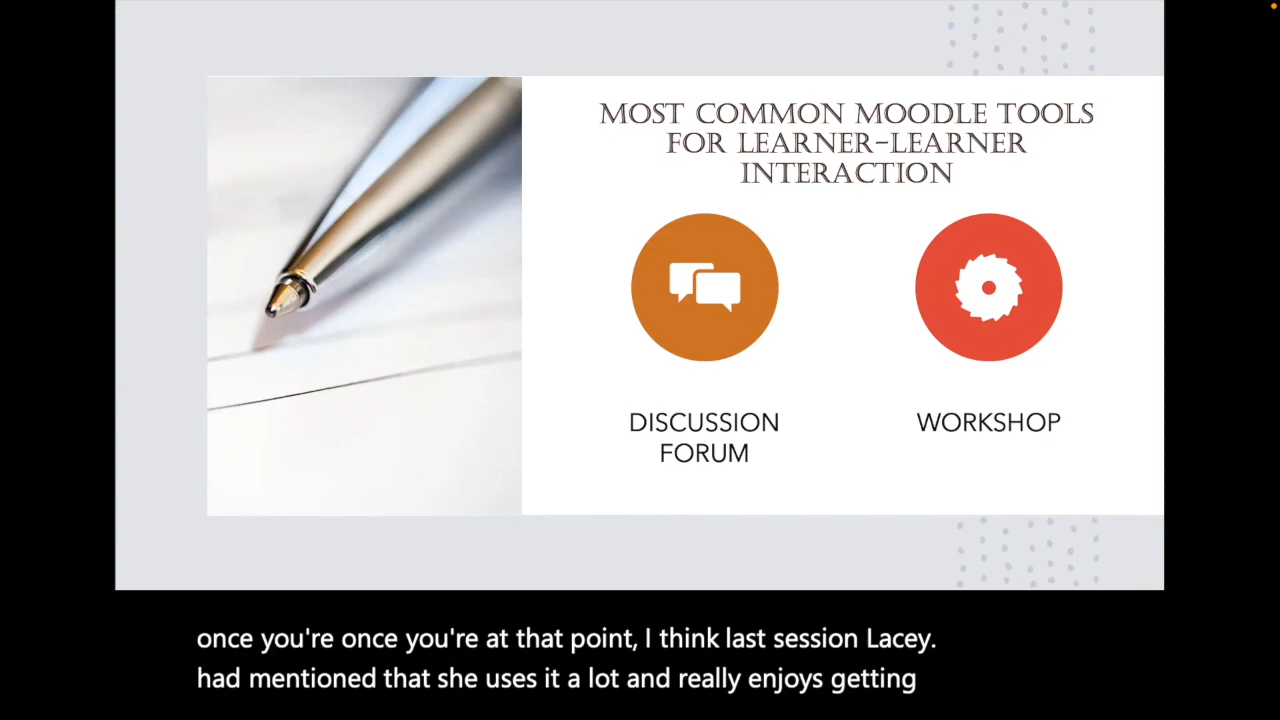 MOST COMMON MOODLE TOOLS
FOR LEARNER-LEARNER
INTERACTION
DISCUSSION
FORUM
WORKSHOP
once you're once you're at that point, I think last session Lacey.
had mentioned that she uses it a lot and really enjoys getting